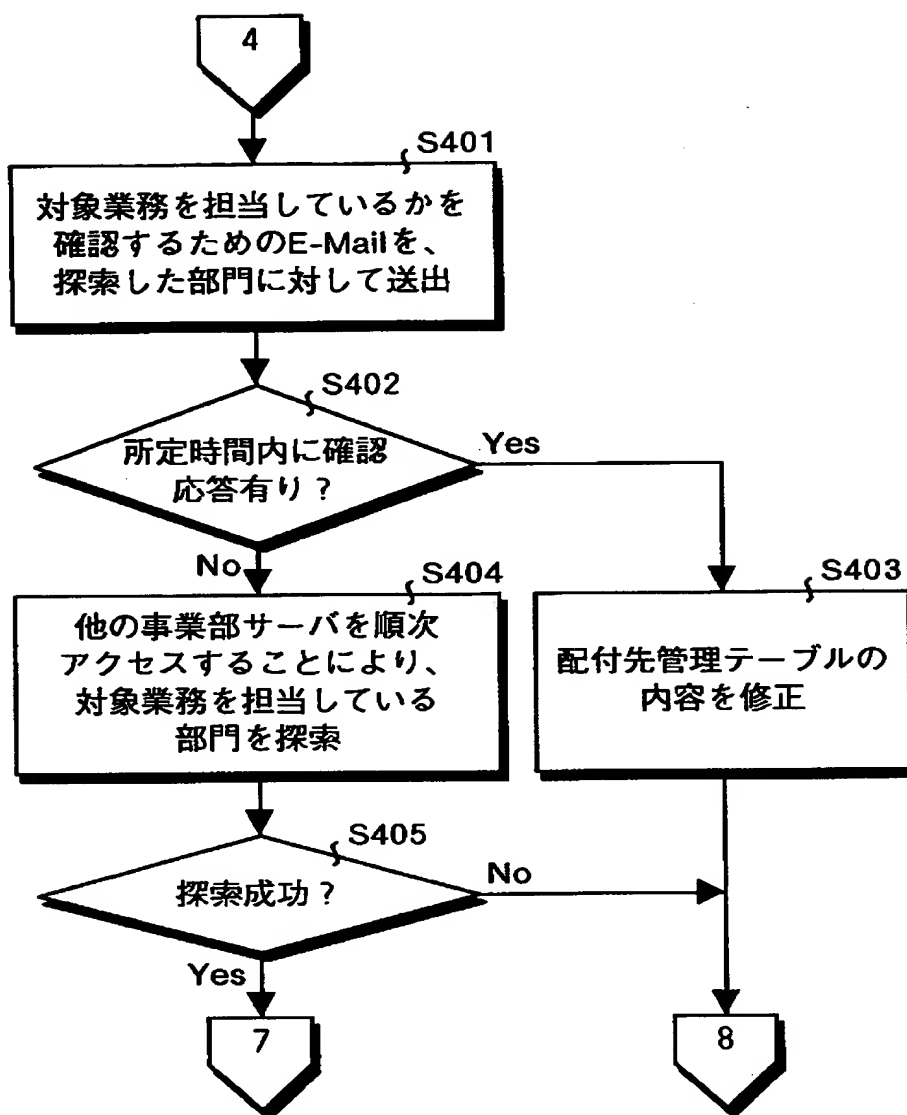 4
S401
対象業務を担当しているかを
確認するためのE-Mailを、
探索した部門に対して送出
S402
所定時間内に確認
応答有り？
Yes
No
S404
他の事業部サーバを順次
アクセスすることにより、
対象業務を担当している
部門を探索
S403
配付先管理テーブルの
内容を修正
S405
探索成功？
No
Yes
7
8